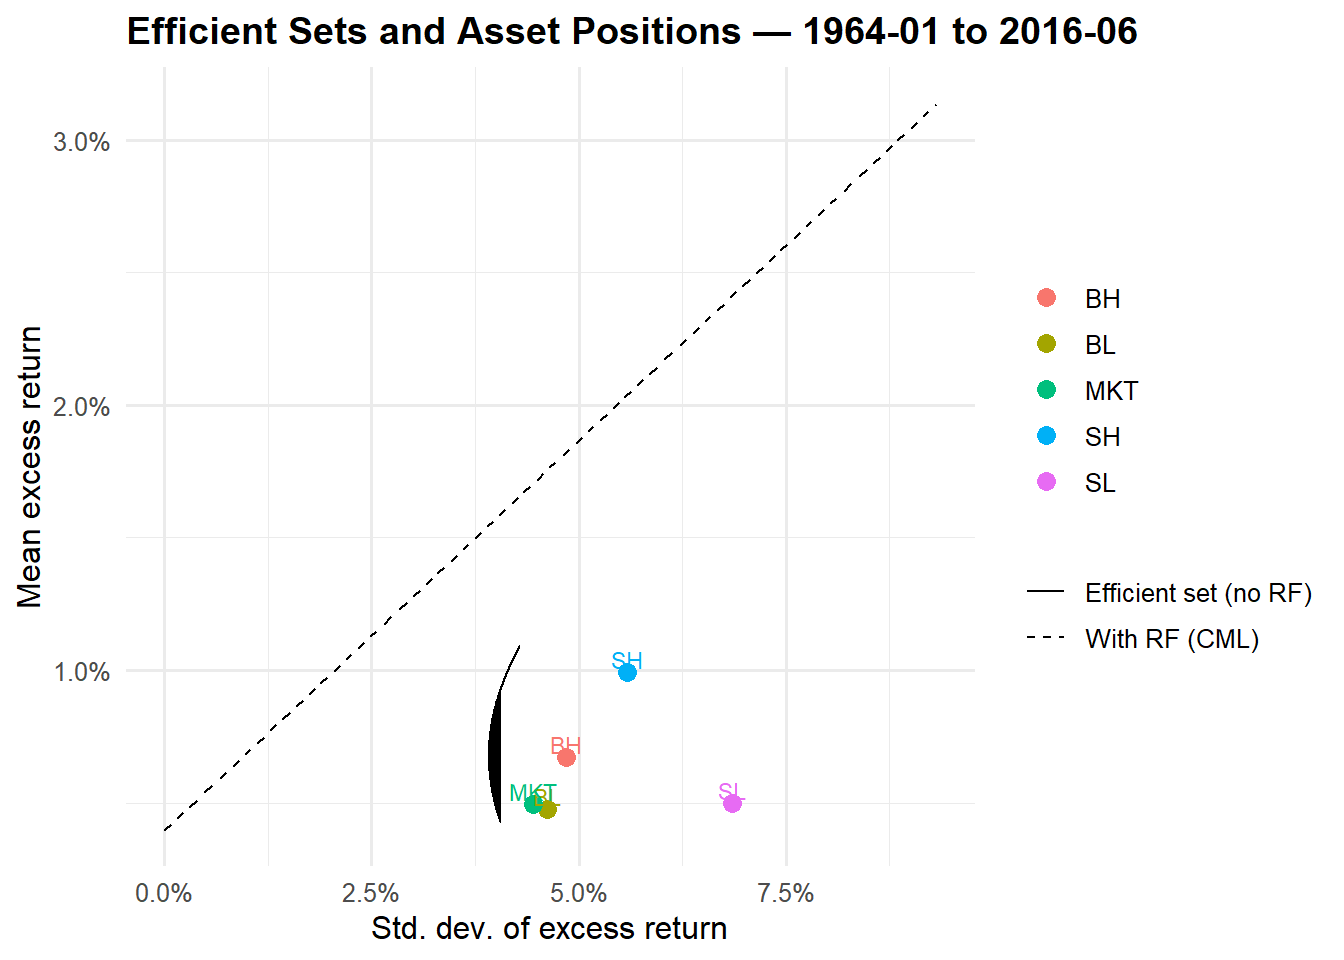 Efficient Sets and Asset Positions — 1964-01 to 2016-06
Mean excess return
3.0%
2.0%
1.0%
SH
BH
MKT
BL
SL
0.0%
2.5%
5.0%
7.5%
Std. dev. of excess return
BH
BL
MKT
SH
SL
Efficient set (no RF)
With RF (CML)